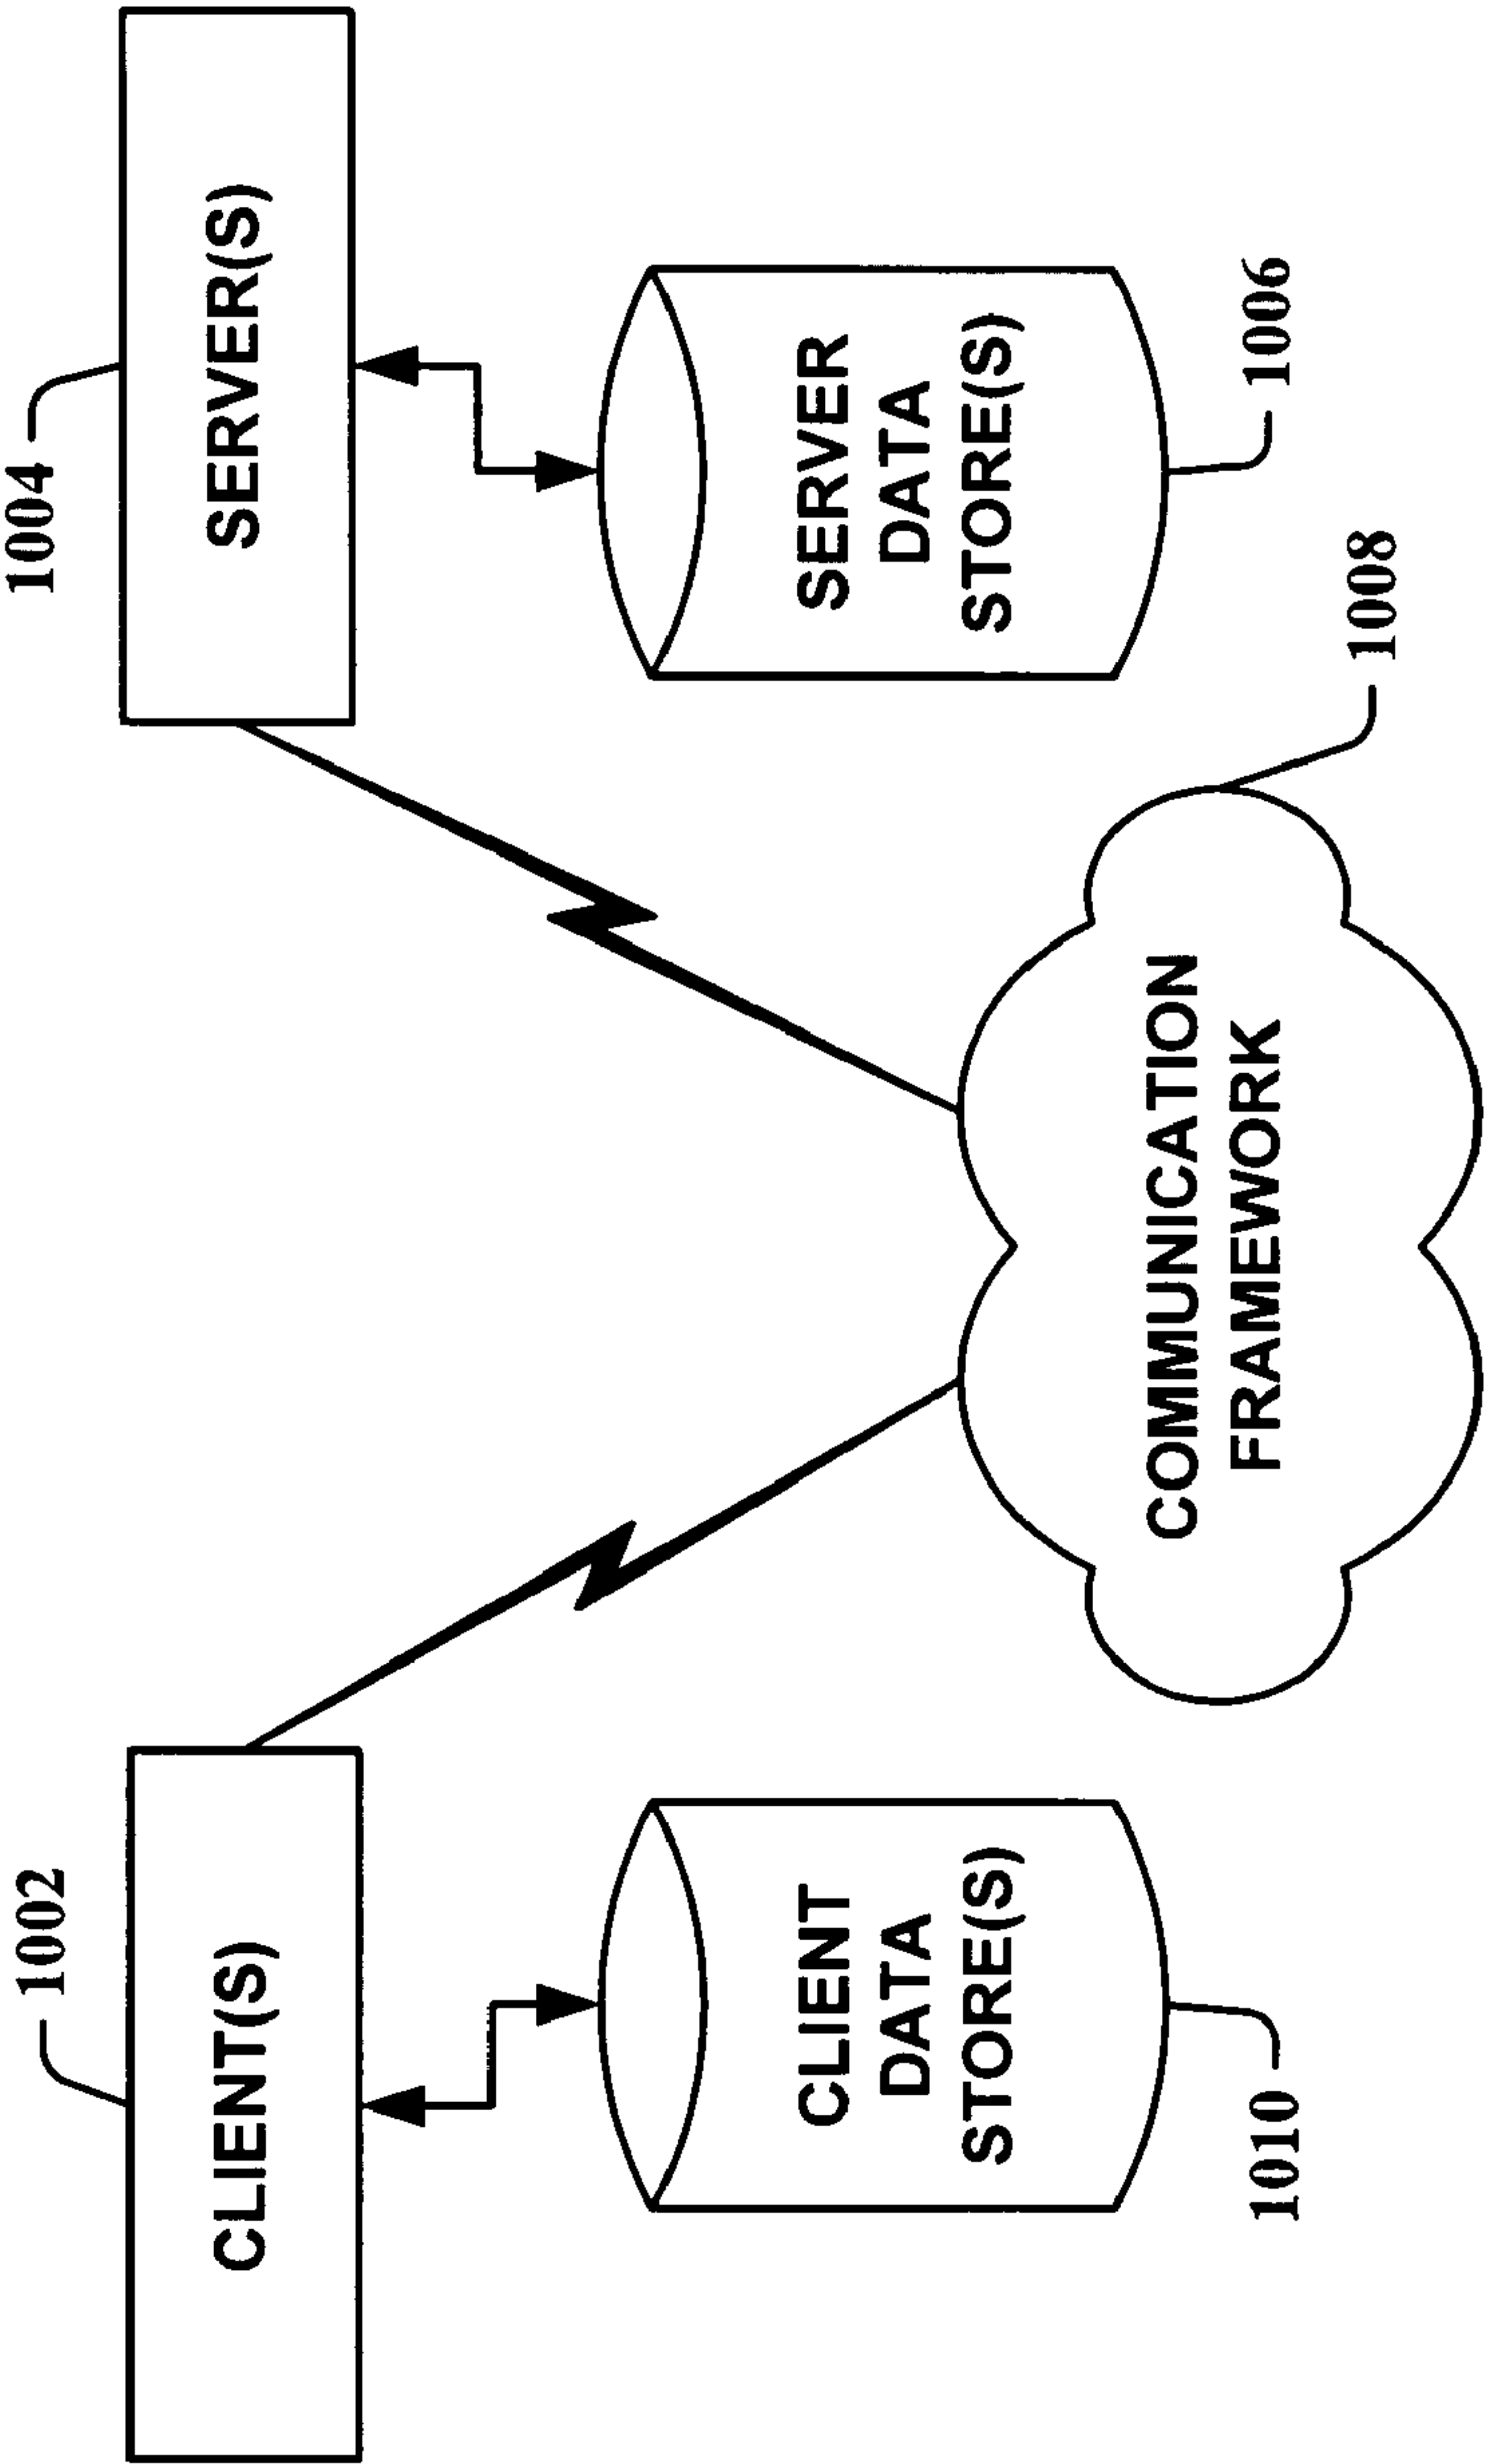 1002
1004
CLIENT(S)
SERVER(S)
CLIENT
DATA
STORE(S)
SERVER
DATA
STORE(S)
COMMUNICATION
FRAMEWORK
1010
1006
1008